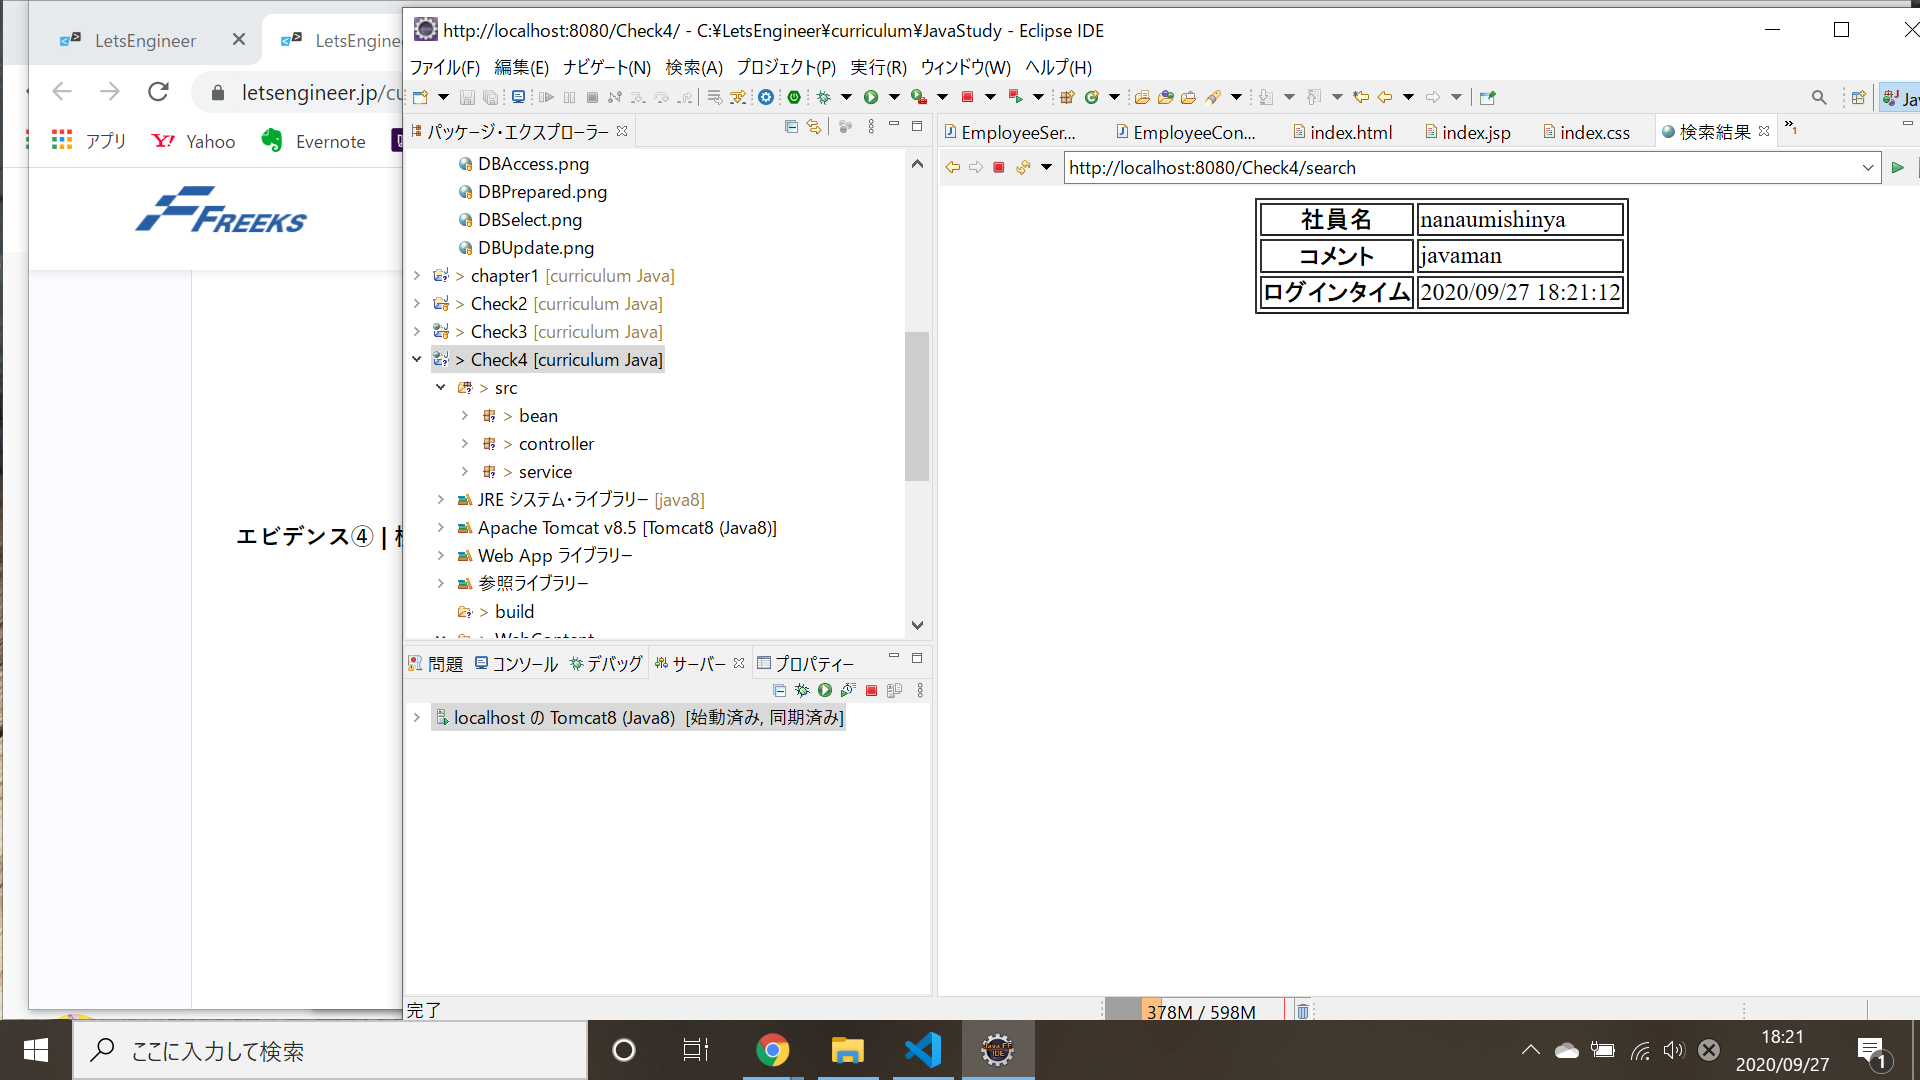 LetsEngineer
LetsEngine
letsengineer.jp/cu
アプリ
Yahoo
Evernote
FREEKS
エビデンス④ |
http://localhost:8080/Check4/ - C:¥LetsEngineer¥curriculum¥JavaStudy - Eclipse IDE
ファイル(F) 編集(E) ナビゲート(N) 検索(A) プロジェクト(P) 実行(R) ウィンドウ(W) ヘルプ(H)
Jav
パッケージ・エクスプローラー
DBAccess.png
DBPrepared.png
DBSelect.png
DBUpdate.png
> chapter1 [curriculum Java]
> Check2 [curriculum Java]
> Check3 [curriculum Java]
> Check4 [curriculum Java]
> src
> bean
> controller
> service
JRE システム・ライブラリー [java8]
Apache Tomcat v8.5 [Tomcat8 (Java8)]
Web App ライブラリー
参照ライブラリー
> build
> WebContent
問題 コンソール デバッグ サーバー プロパティー
localhost の Tomcat8 (Java8) [始動済み, 同期済み]
EmployeeSer... EmployeeCon... index.html index.jsp index.css 検索結果 »1
http://localhost:8080/Check4/search
社員名 nanaumishinya
コメント javaman
ログインタイム 2020/09/27 18:21:12
完了
378M / 598M
ここに入力して検索
18:21
2020/09/27
1